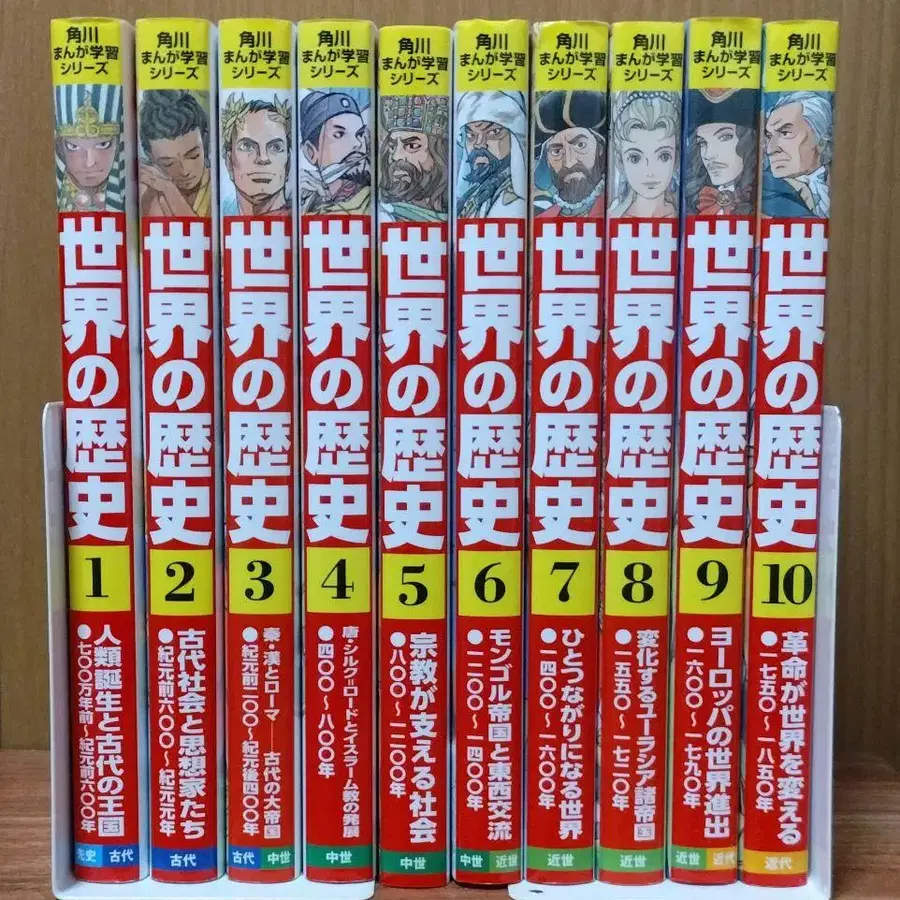 角川
まんが学習
シリーズ
世界の歴史
1
人類誕生と古代の王国
●七〇〇万年前〜紀元前六〇〇年
先史 古代
角川
まんが学習
シリーズ
世界の歴史
2
古代社会と思想家たち
●紀元前六〇〇〜紀元元年
古代
角川
まんが学習
シリーズ
世界の歴史
3
秦・漢とローマ――古代の大帝国
●紀元前二〇〇〜紀元後四〇〇年
古代 中世
角川
まんが学習
シリーズ
世界の歴史
4
唐・シルク=ロードとイスラーム教の発展
●四〇〇〜八〇〇年
中世
角川
まんが学習
シリーズ
世界の歴史
5
宗教が支える社会
●八〇〇〜一二〇〇年
中世
角川
まんが学習
シリーズ
世界の歴史
6
モンゴル帝国と東西交流
●一二〇〇〜一四〇〇年
中世 近世
角川
まんが学習
シリーズ
世界の歴史
7
ひとつながりになる世界
●一四〇〇〜一六〇〇年
近世
角川
まんが学習
シリーズ
世界の歴史
8
変化するユーラシア諸帝国
●一五五〇〜一七二〇年
近世
角川
まんが学習
シリーズ
世界の歴史
9
ヨーロッパの世界進出
●一六〇〇〜一七九〇年
近世 近代
角川
まんが学習
シリーズ
世界の歴史
10
革命が世界を変える
●一七五〇〜一八五〇年
近代